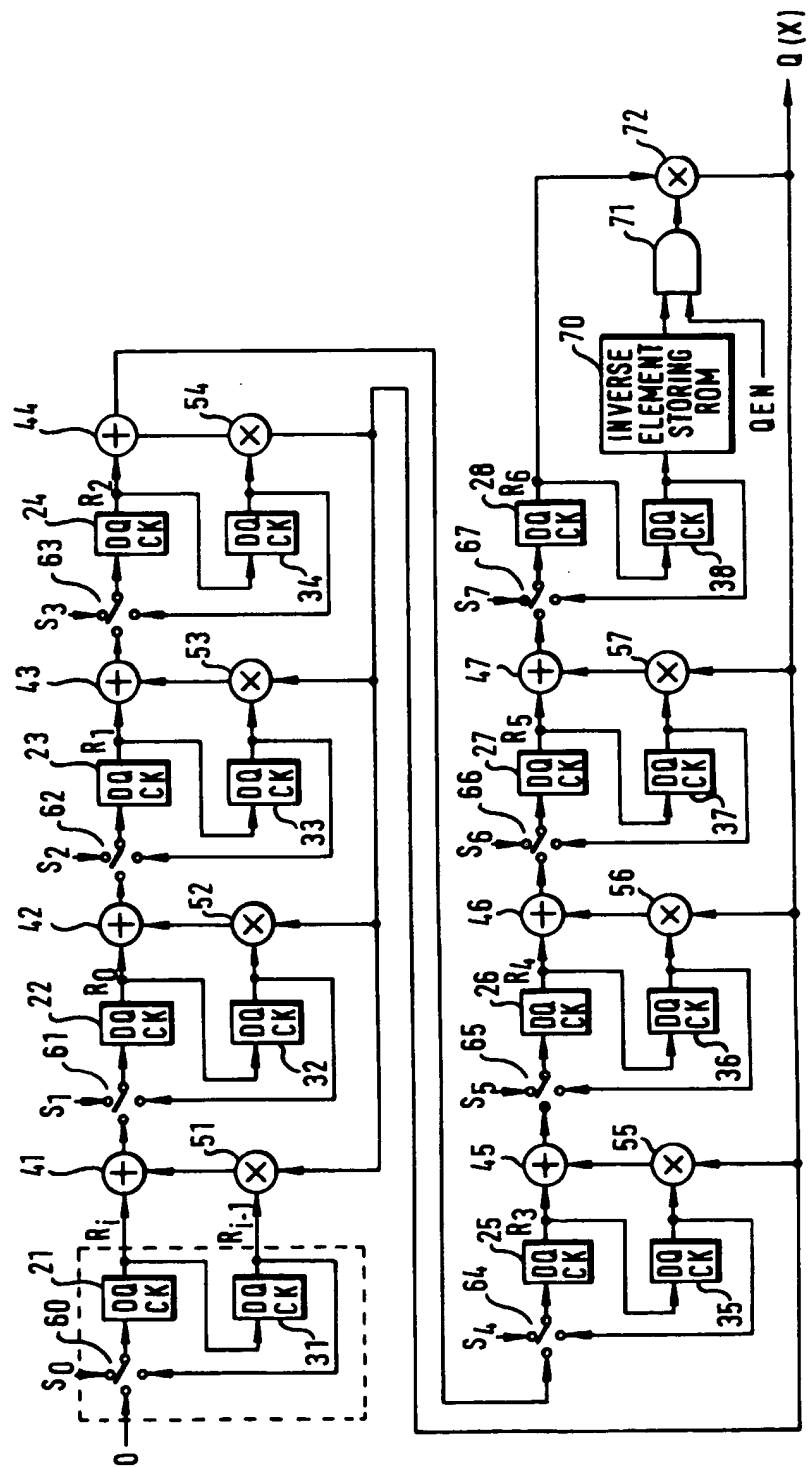 S0 60 21 Ri 41 S1 61 22 R0 42 S2 62 23 R1 43 S3 63 24 R2 44
0 DQ CK DQ CK DQ CK DQ CK
Ri-1 51 52 53 54
DQ CK DQ CK DQ CK DQ CK
31 32 33 34
S4 64 25 R3 45 S5 65 26 R4 46 S6 66 27 R5 47 S7 67 28 R6
DQ CK DQ CK DQ CK DQ CK
55 56 57 70 71 72
DQ CK DQ CK DQ CK DQ CK
35 36 37 38
INVERSE
ELEMENT
STORING
ROM
QEN
Q(X)